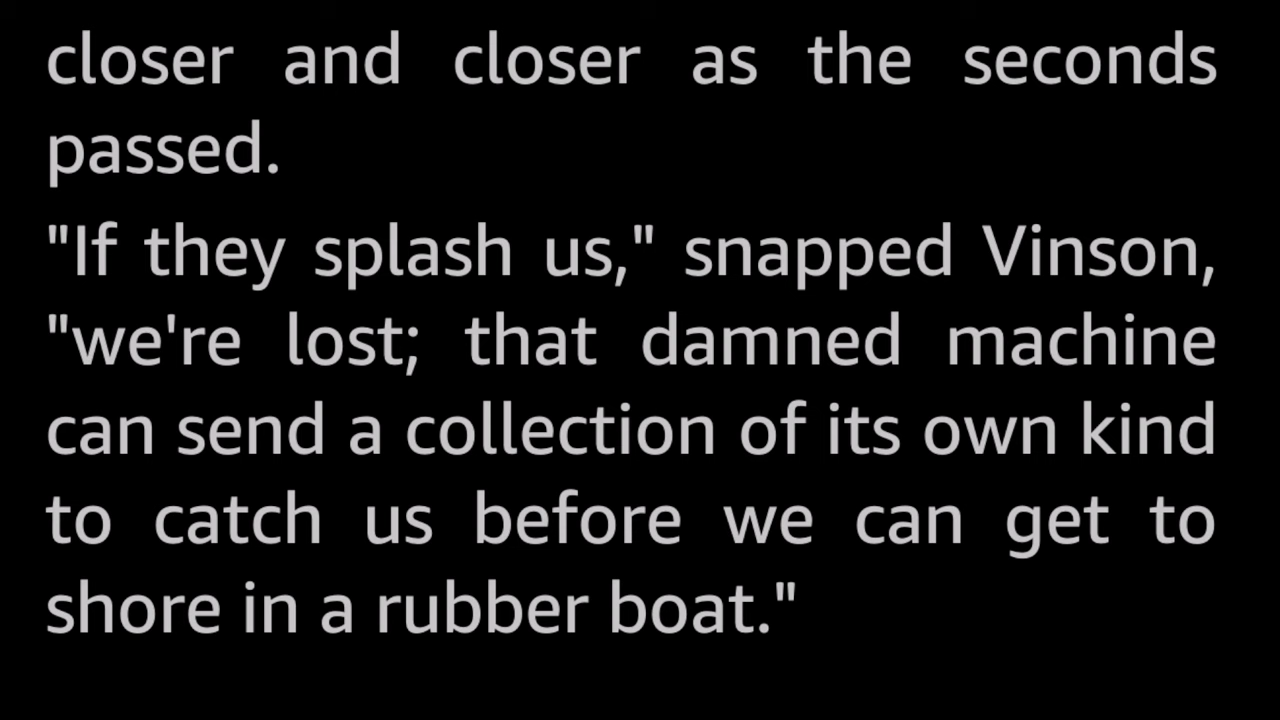 closer and closer as the seconds
passed.
"If they splash us," snapped Vinson,
"we're lost; that damned machine
can send a collection of its own kind
to catch us before we can get to
shore in a rubber boat."